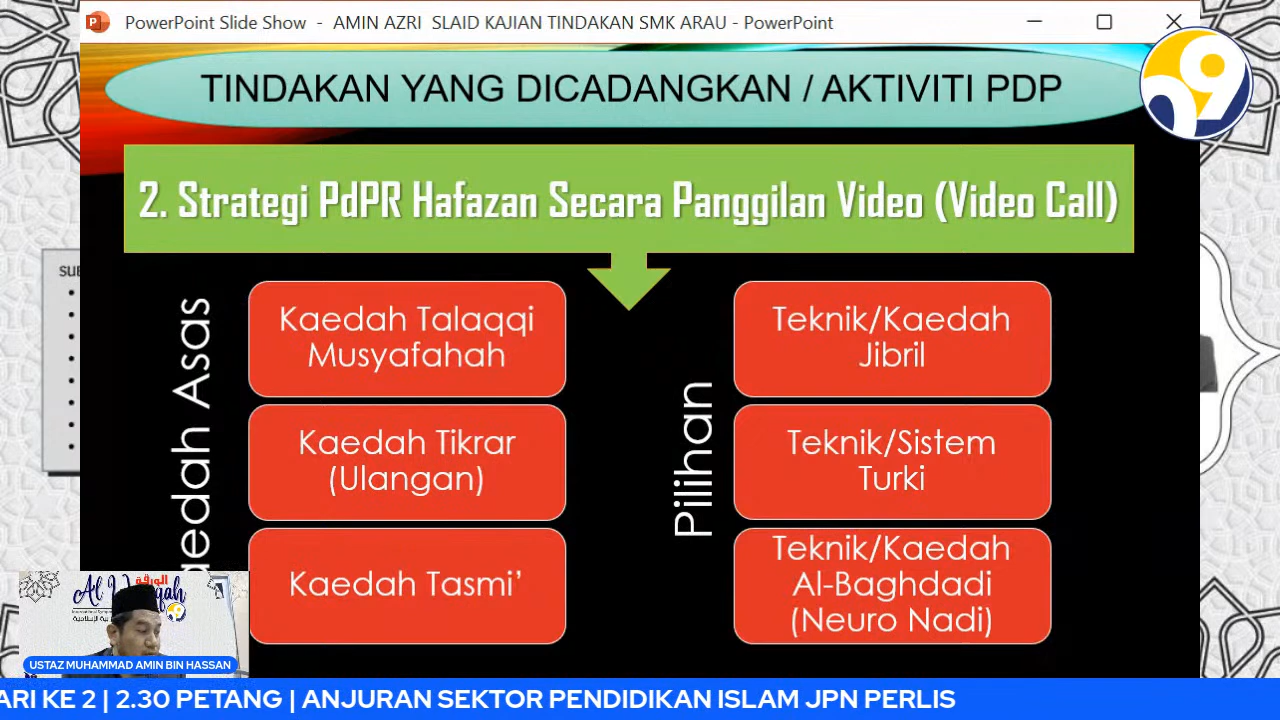 PowerPoint Slide Show - AMIN AZRI SLAID KAJIAN TINDAKAN SMK ARAU - PowerPoint
TINDAKAN YANG DICADANGKAN / AKTIVITI PDP
2. Strategi PdPR Hafazan Secara Panggilan Video (Video Call)
aedah Asas
Kaedah Talaqqi
Musyafahah
Kaedah Tikrar
(Ulangan)
Kaedah Tasmi’
Pilihan
Teknik/Kaedah
Jibril
Teknik/Sistem
Turki
Teknik/Kaedah
Al-Baghdadi
(Neuro Nadi)
الورقة
USTAZ MUHAMMAD AMIN BIN HASSAN
ARI KE 2 | 2.30 PETANG | ANJURAN SEKTOR PENDIDIKAN ISLAM JPN PERLIS